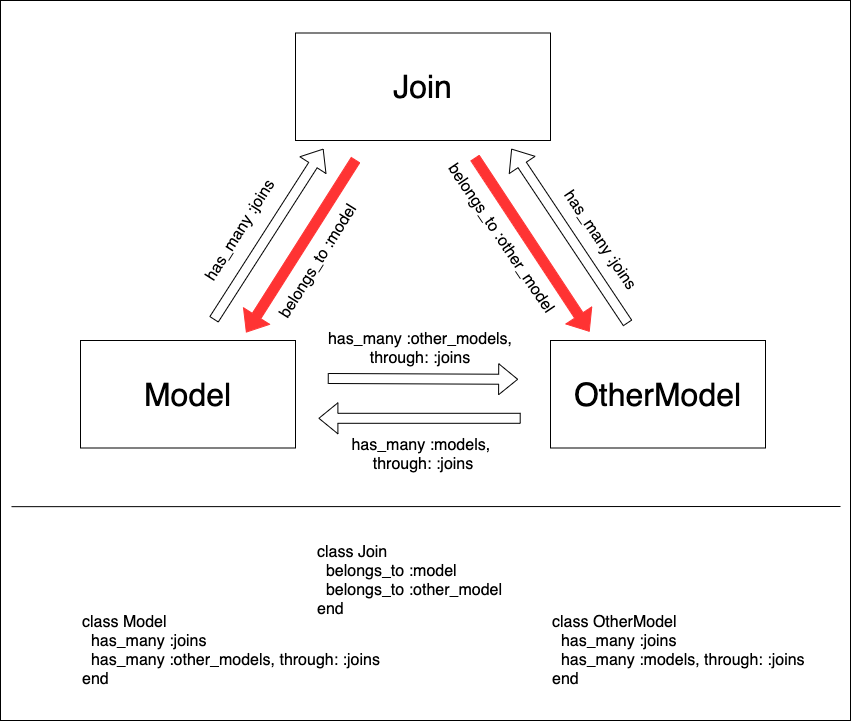 Join
has_many :joins
belongs_to :model
belongs_to :other_model
has_many :joins
has_many :other_models,
through: :joins
Model
OtherModel
has_many :models,
through: :joins
class Join
  belongs_to :model
  belongs_to :other_model
end
class Model
  has_many :joins
  has_many :other_models, through: :joins
end
class OtherModel
  has_many :joins
  has_many :models, through: :joins
end